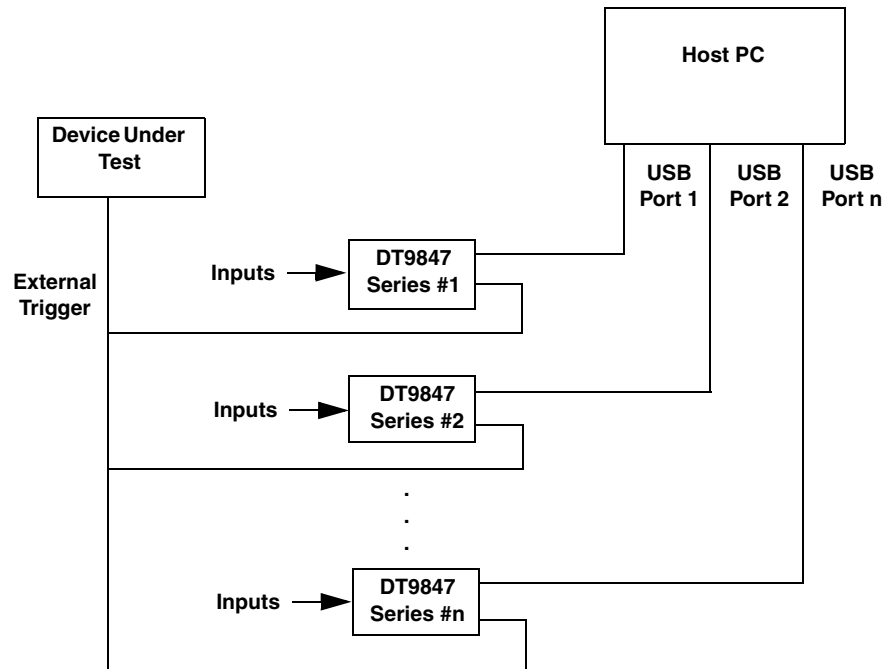 Host PC
Device Under
Test
USB
Port 1
USB
Port 2
USB
Port n
DT9847
Series #1
Inputs
External
Trigger
DT9847
Series #2
Inputs
.
.
.
DT9847
Series #n
Inputs